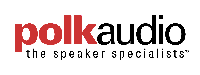 polkaudio
the speaker specialists™